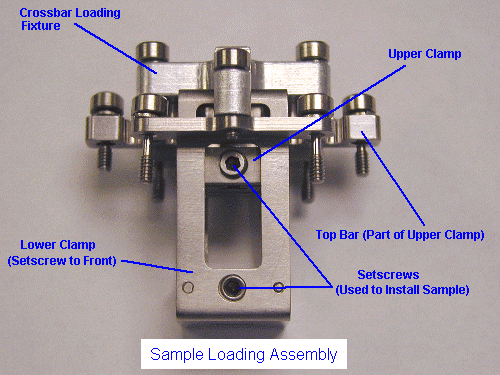 Crossbar Loading
Fixture
Upper Clamp
Top Bar (Part of Upper Clamp)
Lower Clamp
(Setscrew to Front)
Setscrews
(Used to Install Sample)
Sample Loading Assembly